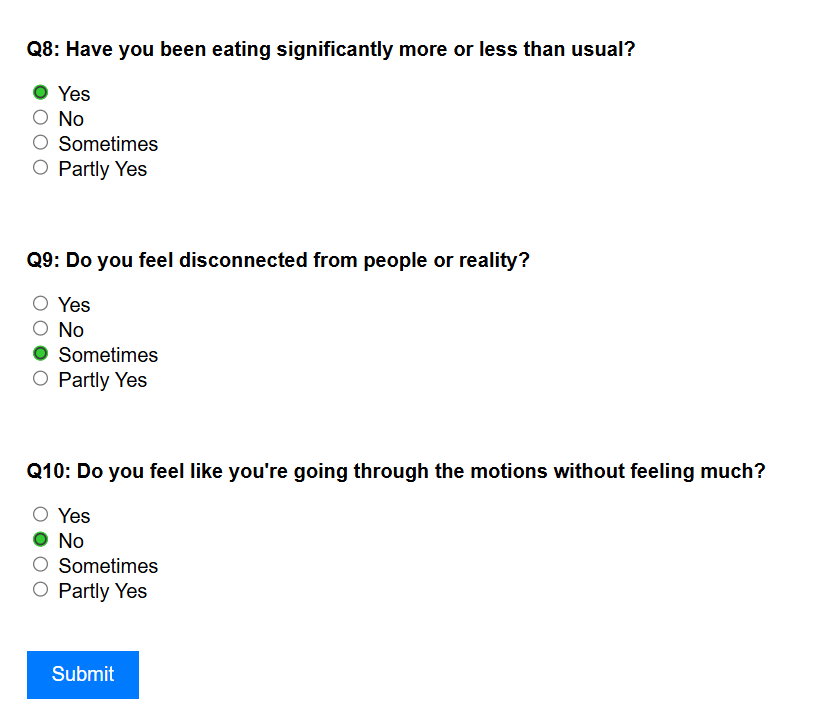 Q8: Have you been eating significantly more or less than usual?
Yes
No
Sometimes
Partly Yes
Q9: Do you feel disconnected from people or reality?
Yes
No
Sometimes
Partly Yes
Q10: Do you feel like you're going through the motions without feeling much?
Yes
No
Sometimes
Partly Yes
Submit